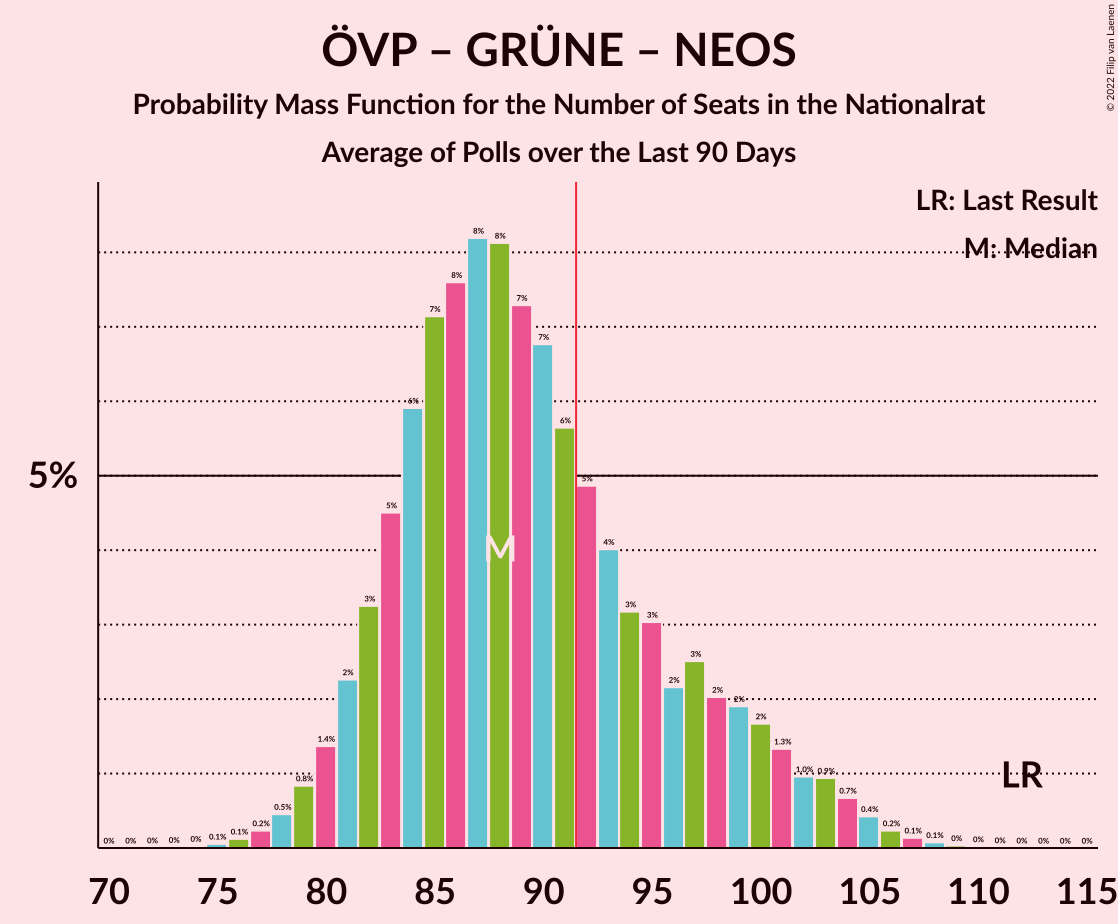 ÖVP – GRÜNE – NEOS
Probability Mass Function for the Number of Seats in the Nationalrat
Average of Polls over the Last 90 Days
© 2022 Filip van Laenen
LR: Last Result
M: Median
5%
0% 0% 0% 0% 0% 0.1% 0.1% 0.2% 0.5% 0.8% 1.4% 2% 3% 5% 6% 7% 8% 8% 8% 7% 7% 6% 5% 4% 3% 3% 2% 3% 2% 2% 2% 1.3% 1.0% 0.9% 0.7% 0.4% 0.2% 0.1% 0.1% 0% 0% 0% 0% 0% 0% 0%
M
LR
70 75 80 85 90 95 100 105 110 115